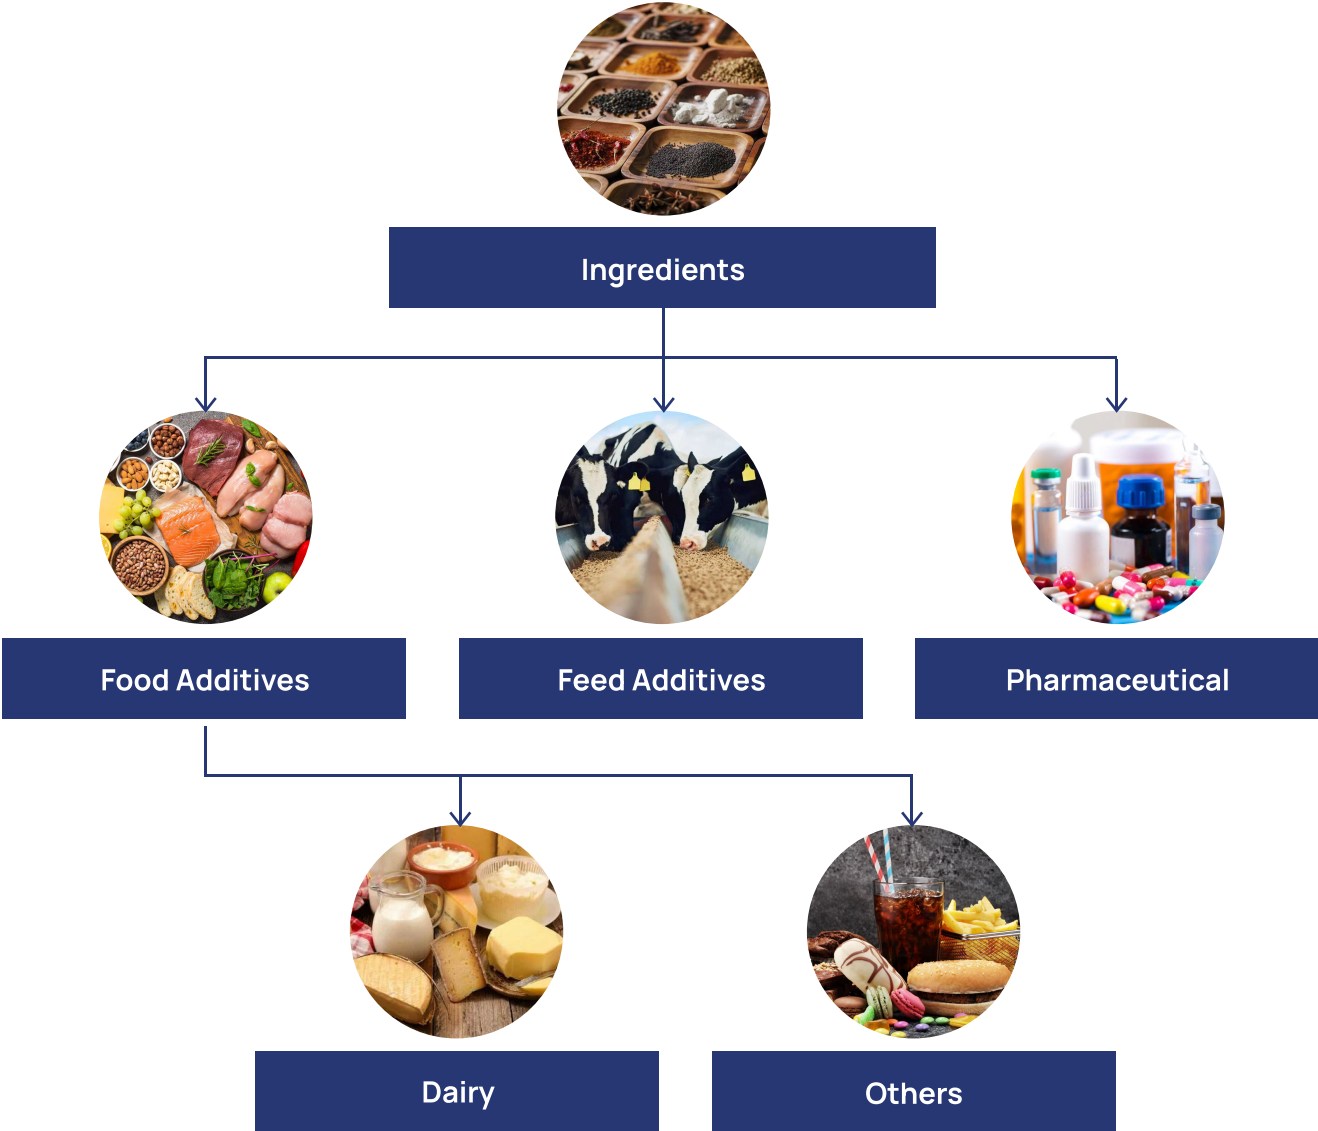 Ingredients
Food Additives
Feed Additives
Pharmaceutical
Dairy
Others